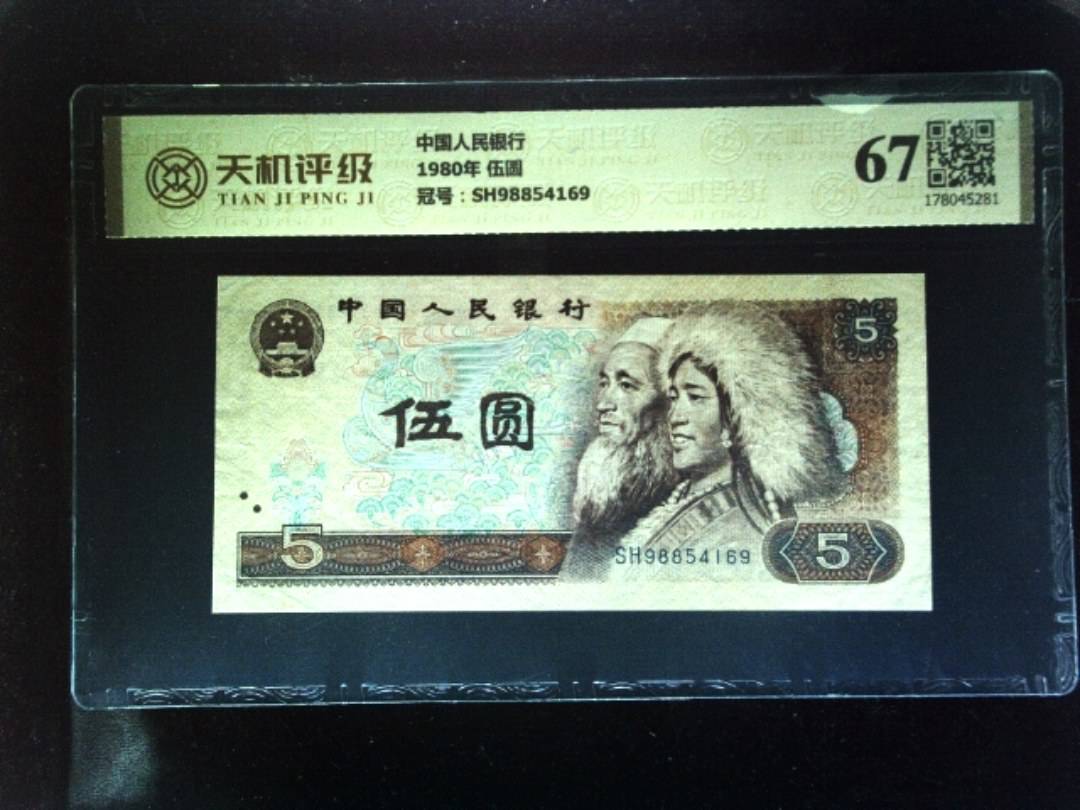 天机评级
TIAN JI PING JI
中国人民银行
1980年 伍圆
冠号：SH98854169
67
178045281
中国人民银行
5
伍圆
5
SH98854169
5